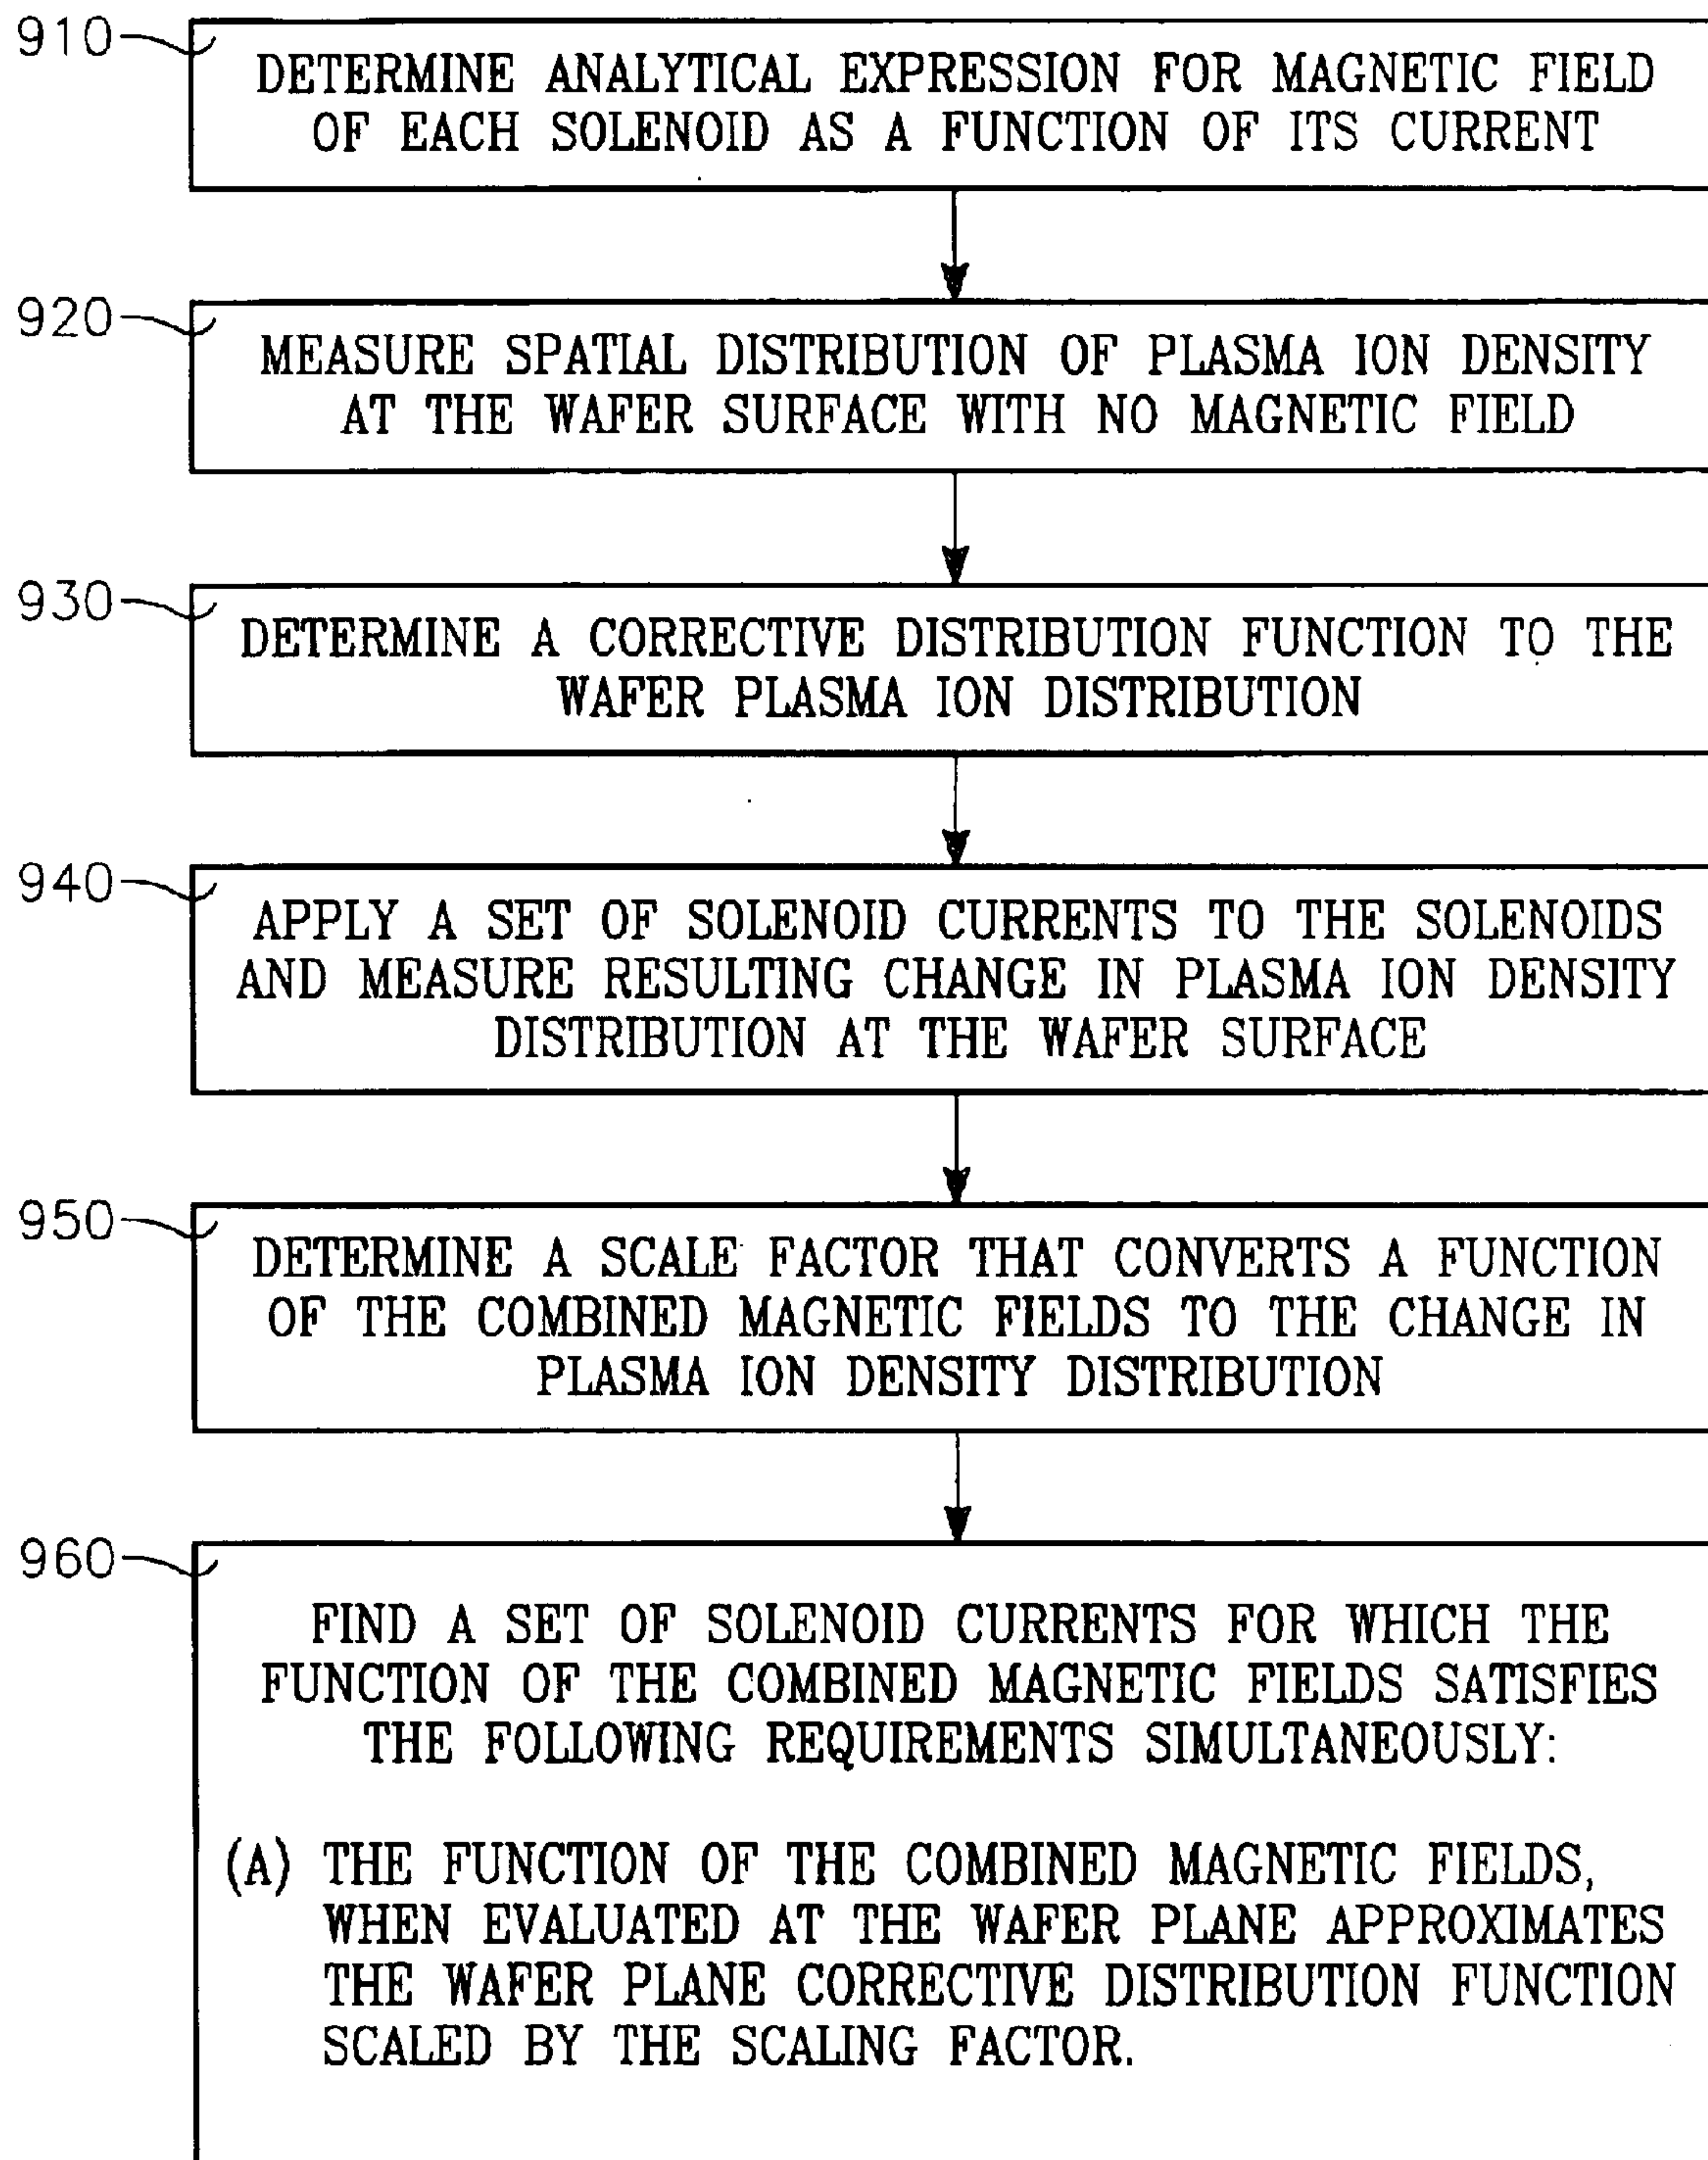 910
DETERMINE ANALYTICAL EXPRESSION FOR MAGNETIC FIELD
OF EACH SOLENOID AS A FUNCTION OF ITS CURRENT
920
MEASURE SPATIAL DISTRIBUTION OF PLASMA ION DENSITY
AT THE WAFER SURFACE WITH NO MAGNETIC FIELD
930
DETERMINE A CORRECTIVE DISTRIBUTION FUNCTION TO THE
WAFER PLASMA ION DISTRIBUTION
940
APPLY A SET OF SOLENOID CURRENTS TO THE SOLENOIDS
AND MEASURE RESULTING CHANGE IN PLASMA ION DENSITY
DISTRIBUTION AT THE WAFER SURFACE
950
DETERMINE A SCALE FACTOR THAT CONVERTS A FUNCTION
OF THE COMBINED MAGNETIC FIELDS TO THE CHANGE IN
PLASMA ION DENSITY DISTRIBUTION
960
FIND A SET OF SOLENOID CURRENTS FOR WHICH THE
FUNCTION OF THE COMBINED MAGNETIC FIELDS SATISFIES
THE FOLLOWING REQUIREMENTS SIMULTANEOUSLY:
(A) THE FUNCTION OF THE COMBINED MAGNETIC FIELDS,
WHEN EVALUATED AT THE WAFER PLANE APPROXIMATES
THE WAFER PLANE CORRECTIVE DISTRIBUTION FUNCTION
SCALED BY THE SCALING FACTOR.